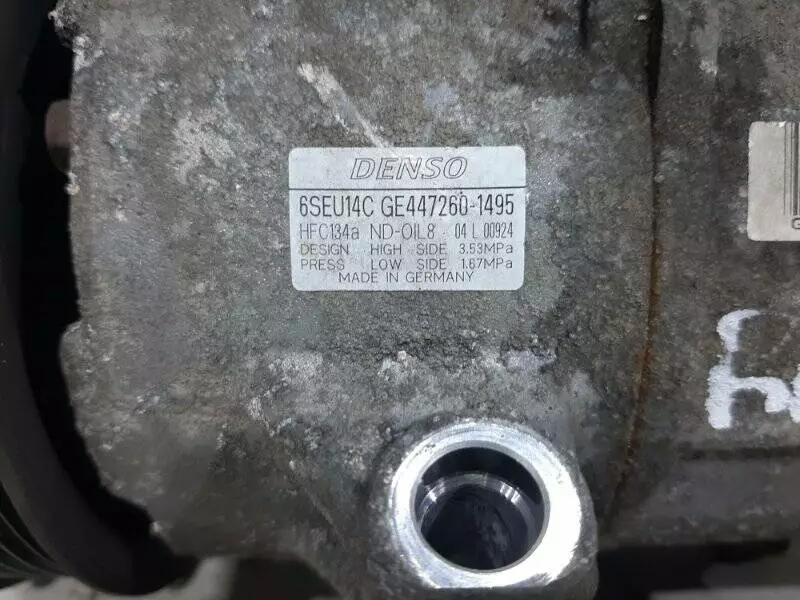 DENSO
6SEU14C GE447260-1495
HFC134a ND-OIL8 04 L 00924
DESIGN HIGH SIDE 3.53MPa
PRESS LOW SIDE 1.67MPa
MADE IN GERMANY